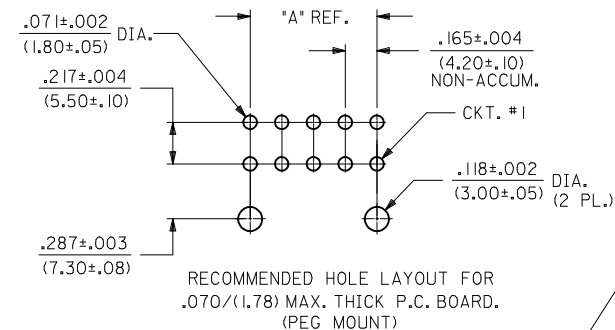 .071±.002 DIA.
(1.80±.05)
"A" REF.
.165±.004
(4.20±.10)
NON-ACCUM.
.217±.004
(5.50±.10)
CKT. #1
.118±.002 DIA.
(3.00±.05) (2 PL.)
.287±.003
(7.30±.08)
RECOMMENDED HOLE LAYOUT FOR
.070/(1.78) MAX. THICK P.C. BOARD.
(PEG MOUNT)